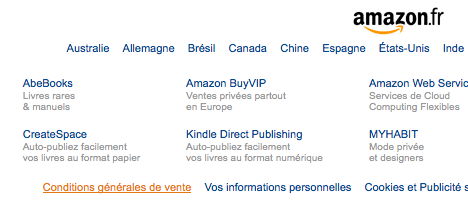 amazon.fr
Australie Allemagne Brésil Canada Chine Espagne États-Unis Inde
AbeBooks Amazon BuyVIP Amazon Web Servic
Livres rares Ventes privées partout Services de Cloud
& manuels en Europe Computing Flexibles
CreateSpace Kindle Direct Publishing MYHABIT
Auto-publiez facilement Auto-publiez facilement Mode privée
vos livres au format papier vos livres au format numérique et designers
Conditions générales de vente Vos informations personnelles Cookies et Publicité s